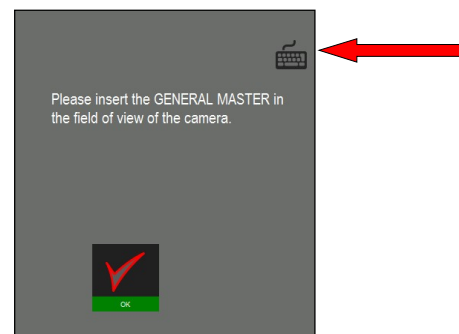 Please insert the GENERAL MASTER in
the field of view of the camera.
OK